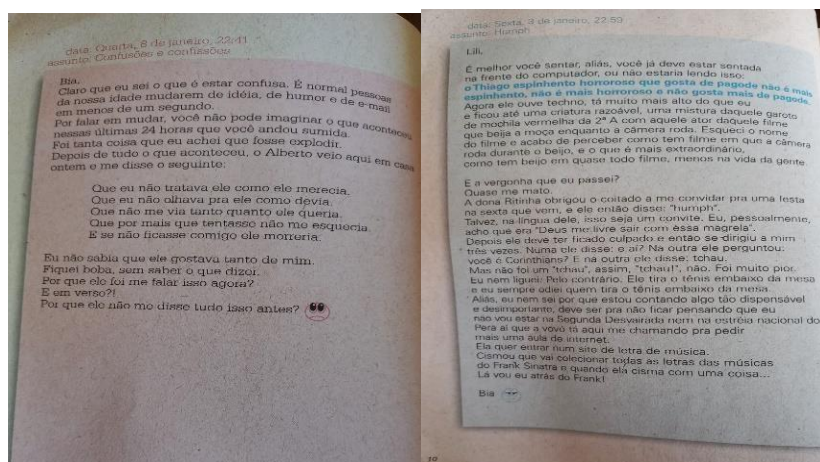 data: Quarta, 8 de janeiro, 22:41
assunto: Confusões e confissões
Bia,
Claro que eu sei o que é estar confusa. É normal pessoas
da nossa idade mudarem de idéia, de humor e de e-mail
em menos de um segundo.
Por falar em mudar, você não pode imaginar o que aconteceu
nessas últimas 24 horas que você andou sumida.
Foi tanta coisa que eu achei que fosse explodir.
Depois de tudo o que aconteceu, o Alberto veio aqui em casa
ontem e me disse o seguinte:
Que eu não tratava ele como ele merecia.
Que eu não olhava pra ele como devia.
Que não me via tanto quanto ele queria.
Que por mais que tentasse não me esquecia.
E se não ficasse comigo ele morreria.
Eu não sabia que ele gostava tanto de mim.
Fiquei boba, sem saber o que dizer.
Por que ele foi me falar isso agora?
E em verso?!
Por que ele não me disse tudo isso antes?
data: Sexta, 3 de janeiro, 22:59
assunto: Humph
Lili,
É melhor você sentar, aliás, você já deve estar sentada
na frente do computador, ou não estaria lendo isso:
o Thiago espinhento horroroso que gosta de pagode não é mais
espinhento, não é mais horroroso e não gosta mais de pagode.
Agora ele ouve techno, tá muito mais alto do que eu
e ficou até uma criatura razoável, uma mistura daquele garoto
de mochila vermelha da 2ª A com aquele ator daquele filme
que beija a moça enquanto a câmera roda. Esqueci o nome
do filme e acabo de perceber como tem filme em que a câmera
roda durante o beijo, e o que é mais extraordinário,
como tem beijo em quase todo filme, menos na vida da gente.
E a vergonha que eu passei?
Quase me mato.
A dona Ritinha obrigou o coitado a me convidar pra uma festa
na sexta que vem, e ele então disse: "humph".
Talvez, na língua dele, isso seja um convite. Eu, pessoalmente,
acho que era "Deus me livre sair com essa magrela".
Depois ele deve ter ficado culpado e então se dirigiu a mim
três vezes. Numa ele disse: e aí? Na outra ele perguntou:
você é Corinthians? E na outra ele disse: tchau.
Mas não foi um "tchau", assim, "tchau!", não. Foi muito pior.
Eu nem liguei. Pelo contrário. Ele tira o tênis embaixo da mesa
e eu sempre odiei quem tira o tênis embaixo da mesa.
Aliás, eu nem sei por que estou contando algo tão dispensável
e desimportante, deve ser pra não ficar pensando que eu
não vou estar na Segunda Desvairada nem na estréia nacional do
Pera aí que a vovó tá aqui me chamando pra pedir
mais uma aula de internet.
Ela quer entrar num site de letra de música.
Cismou que vai colecionar todas as letras das músicas
do Frank Sinatra e quando ela cisma com uma coisa...
Lá vou eu atrás do Frank!
Bia
10